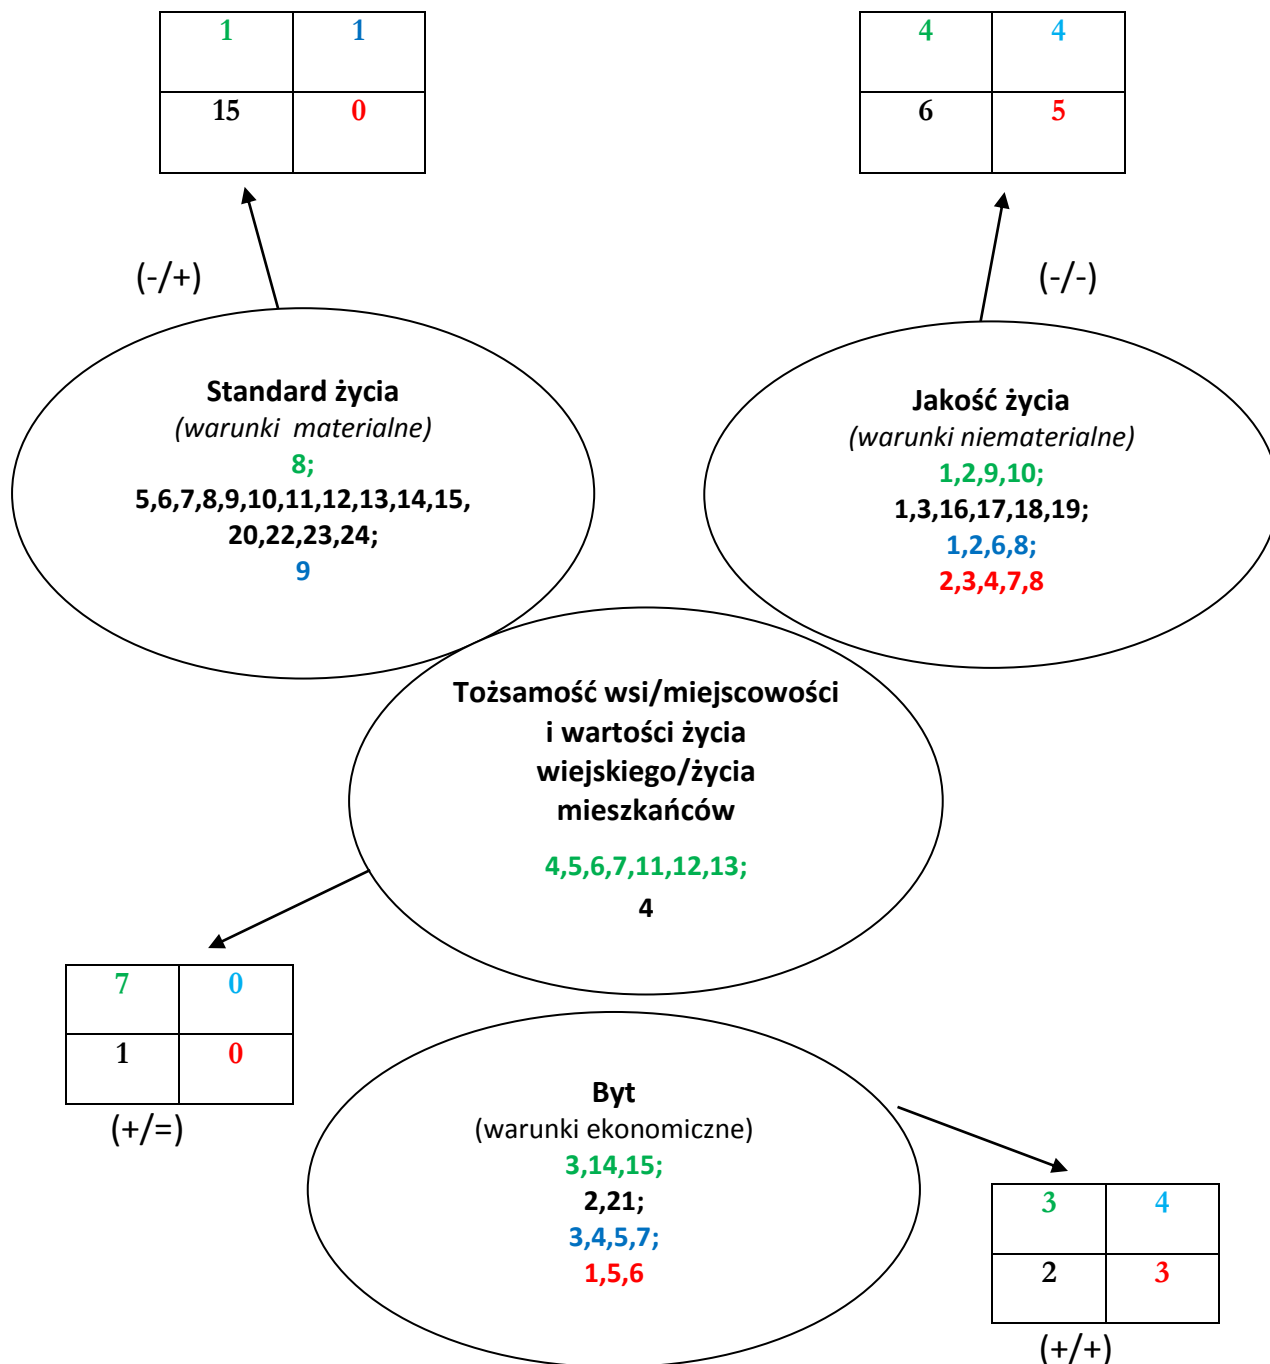 1 1
15 0
4 4
6 5
(-/+)
(-/-)
Standard życia
(warunki materialne)
8;
5,6,7,8,9,10,11,12,13,14,15,
20,22,23,24;
9
Jakość życia
(warunki niematerialne)
1,2,9,10;
1,3,16,17,18,19;
1,2,6,8;
2,3,4,7,8
Tożsamość wsi/miejscowości
i wartości życia
wiejskiego/życia
mieszkańców
4,5,6,7,11,12,13;
4
7 0
1 0
(+/=)
Byt
(warunki ekonomiczne)
3,14,15;
2,21;
3,4,5,7;
1,5,6
3 4
2 3
(+/+)